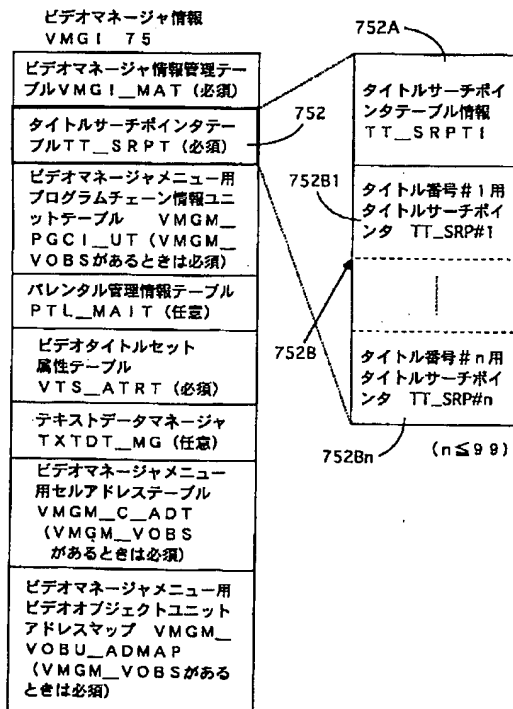 ビデオマネージャ情報
VMGI 75
ビデオマネージャ情報管理テー
ブルVMGI__MAT(必須)
タイトルサーチポインタテー
ブルTT__SRPT(必須)
ビデオマネージャメニュー用
プログラムチェーン情報ユニ
ットテーブル VMGM__
PGCI__UT(VMGM__
VOBSがあるときは必須)
パレンタル管理情報テーブル
PTL__MAIT(任意)
ビデオタイトルセット
属性テーブル
VTS__ATRT(必須)
テキストデータマネージャ
TXTDT__MG(任意)
ビデオマネージャメニュー
用セルアドレステーブル
VMGM__C__ADT
(VMGM__VOBS
があるときは必須)
ビデオマネージャメニュー用
ビデオオブジェクトユニット
アドレスマップ VMGM__
VOBU__ADMAP
(VMGM__VOBSがある
ときは必須)
752
752A
タイトルサーチポイ
ンタテーブル情報
TT__SRPTI
752B1
タイトル番号#1用
タイトルサーチポイ
ンタ TT_SRP#1
752B
タイトル番号#n用
タイトルサーチポイ
ンタ TT_SRP#n
752Bn
(n≦99)